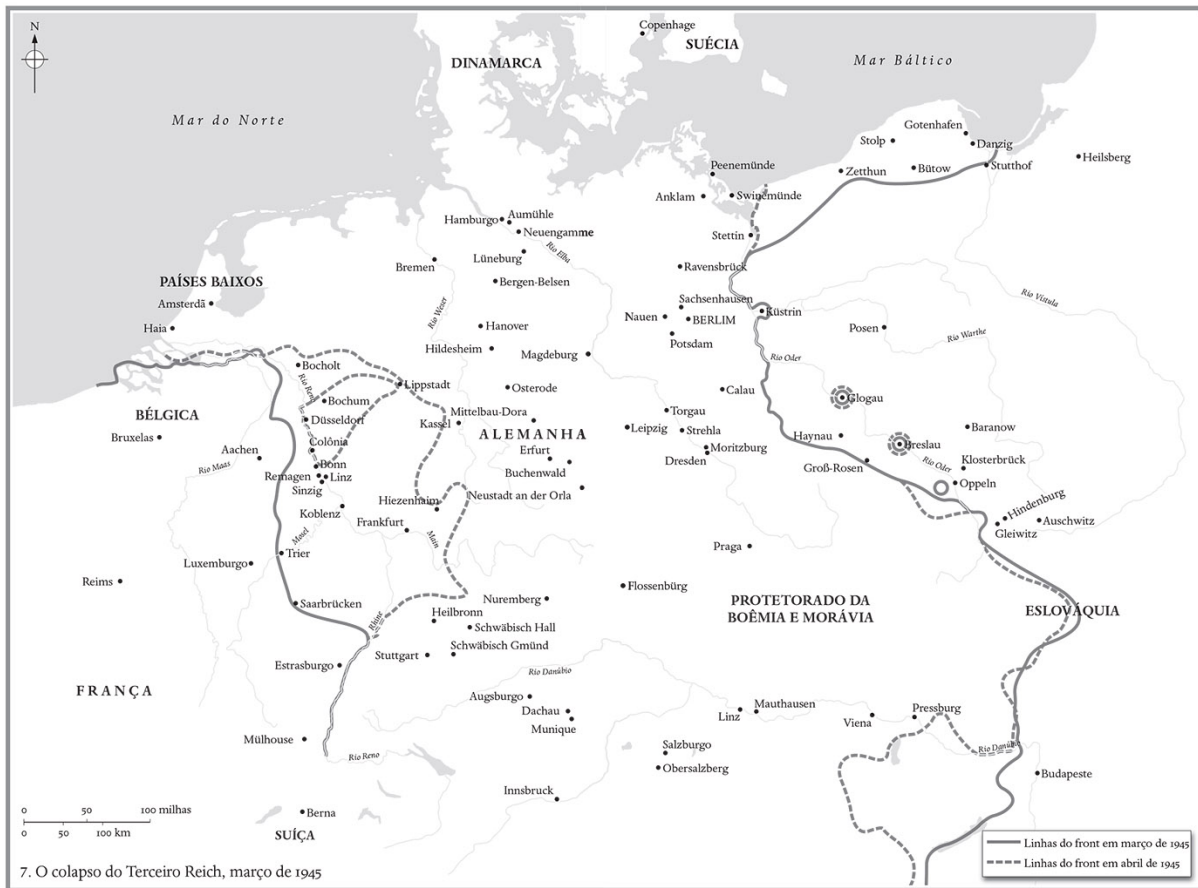 N
Copenhage
SUÉCIA
DINAMARCA
Mar Báltico
Mar do Norte
Gotenhafen
Stolp
Danzig
Heilsberg
Peenemünde
Zetthun
Bütow
Stutthof
Anklam
Swinemünde
Hamburgo
Aumühle
Neuengamme
Stettin
Rio Elba
Lüneburg
Bremen
Ravensbrück
PAÍSES BAIXOS
Bergen-Belsen
Rio Vístula
Amsterdã
Rio Weser
Sachsenhausen
Nauen
BERLIM
Küstrin
Haia
Hanover
Posen
Potsdam
Rio Warthe
Hildesheim
Magdeburg
Rio Oder
Bocholt
Rio Reno
Lippstadt
Osterode
Calau
Glogau
Bochum
BÉLGICA
Düsseldorf
Kassel
Mittelbau-Dora
Torgau
Baranow
ALEMANHA
Leipzig
Strehla
Haynau
Breslau
Bruxelas
Colônia
Aachen
Erfurt
Moritzburg
Dresden
Rio Oder
Klosterbrück
Rio Maas
Bonn
Remagen
Linz
Buchenwald
Groß-Rosen
Sinzig
Neustadt an der Orla
Oppeln
Koblenz
Hiezenhaim
Hindenburg
Frankfurt
Auschwitz
Gleiwitz
Mosel
Main
Trier
Praga
Luxemburgo
Reims
Flossenbürg
Saarbrücken
Nuremberg
PROTETORADO DA
BOÊMIA E MORÁVIA
ESLOVÁQUIA
Heilbronn
Rhine
Schwäbisch Hall
Schwäbisch Gmünd
Stuttgart
Estrasburgo
Rio Danúbio
FRANÇA
Augsburgo
Mauthausen
Dachau
Linz
Pressburg
Munique
Viena
Mülhouse
Salzburgo
Rio Danúbio
Rio Reno
Obersalzberg
Budapeste
Innsbruck
0 50 100 milhas
0 50 100 km
Berna
SUÍÇA
Linhas do front em março de 1945
Linhas do front em abril de 1945
7. O colapso do Terceiro Reich, março de 1945